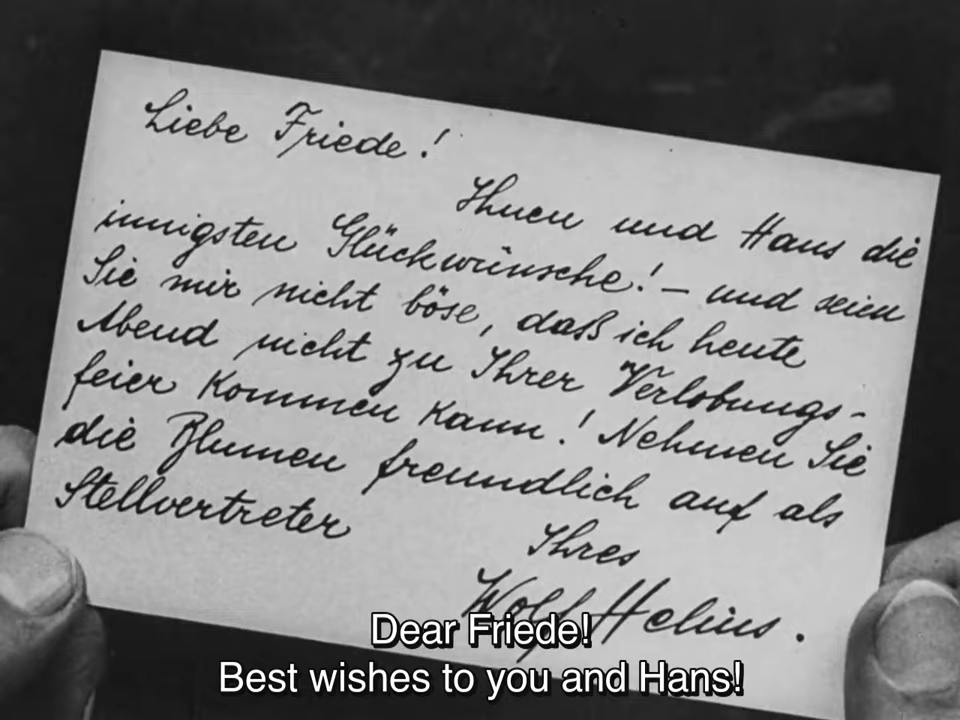 Liebe Friede!
Ihnen und Hans die
innigsten Glückwünsche! – und seien
Sie mir nicht böse, daß ich heute
Abend nicht zu Ihrer Verlobungs-
feier kommen kann! Nehmen Sie
die Blumen freundlich auf als
Stellvertreter
Ihres
Wolf Helius.
Dear Friede!
Best wishes to you and Hans!